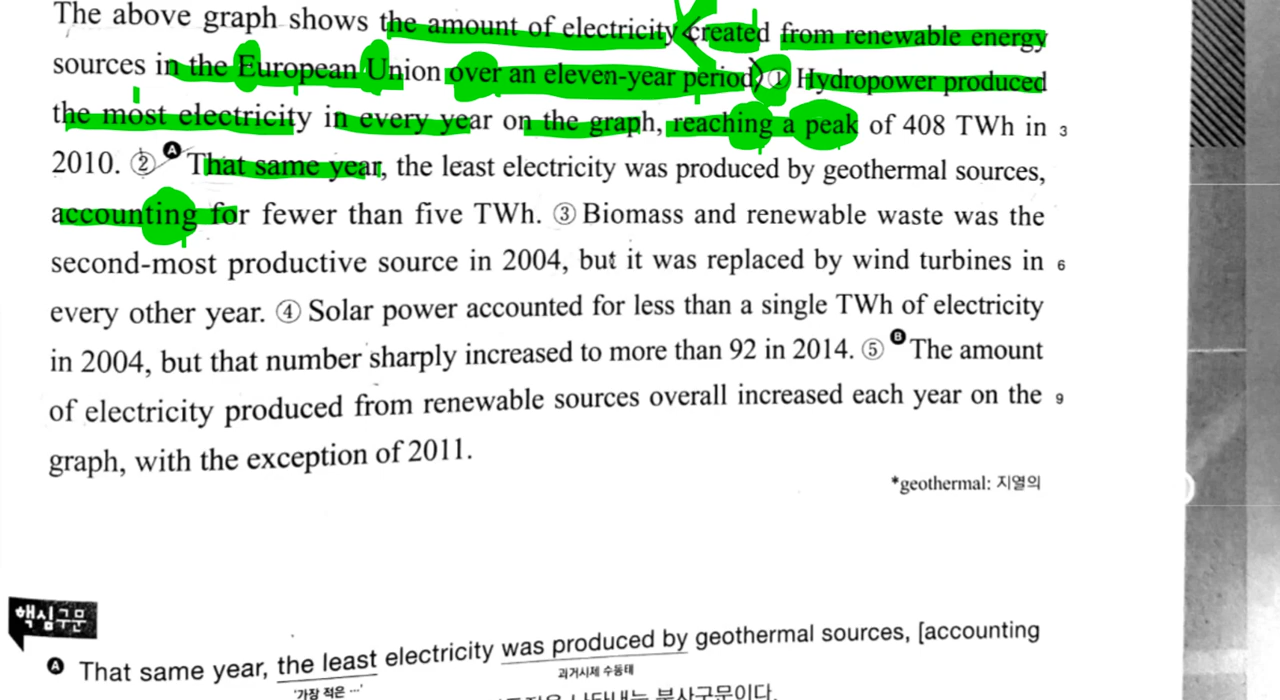 The above graph shows the amount of electricity created from renewable energy
sources in the European Union over an eleven-year period. ① Hydropower produced
the most electricity in every year on the graph, reaching a peak of 408 TWh in 3
2010. ② A That same year, the least electricity was produced by geothermal sources,
accounting for fewer than five TWh. ③ Biomass and renewable waste was the
second-most productive source in 2004, but it was replaced by wind turbines in 6
every other year. ④ Solar power accounted for less than a single TWh of electricity
in 2004, but that number sharply increased to more than 92 in 2014. ⑤ B The amount
of electricity produced from renewable sources overall increased each year on the 9
graph, with the exception of 2011.
*geothermal: 지열의
핵심구문
A That same year, the least electricity was produced by geothermal sources, [accounting
'가장 적은 …' 과거시제 수동태
부사구문이다.